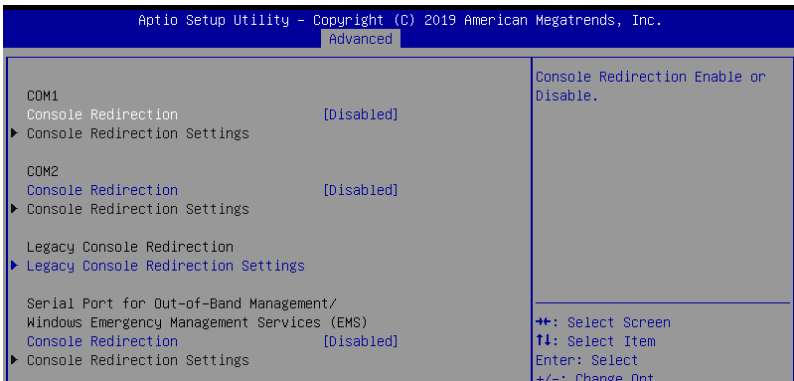 Aptio Setup Utility – Copyright (C) 2019 American Megatrends, Inc.
Advanced
COM1
Console Redirection [Disabled]
Console Redirection Settings
COM2
Console Redirection [Disabled]
Console Redirection Settings
Legacy Console Redirection
Legacy Console Redirection Settings
Serial Port for Out-of-Band Management/
Windows Emergency Management Services (EMS)
Console Redirection [Disabled]
Console Redirection Settings
Console Redirection Enable or
Disable.
→←: Select Screen
↑↓: Select Item
Enter: Select
+/-: Change Opt.